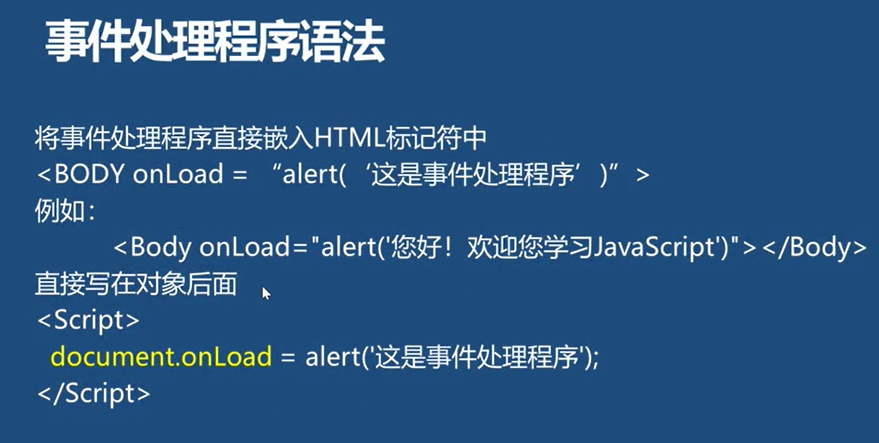 事件处理程序语法
将事件处理程序直接嵌入HTML标记符中
<BODY onLoad = “alert(‘这是事件处理程序’)”>
例如：
<Body onLoad="alert('您好！欢迎您学习JavaScript')"></Body>
直接写在对象后面
<Script>
document.onLoad = alert('这是事件处理程序');
</Script>